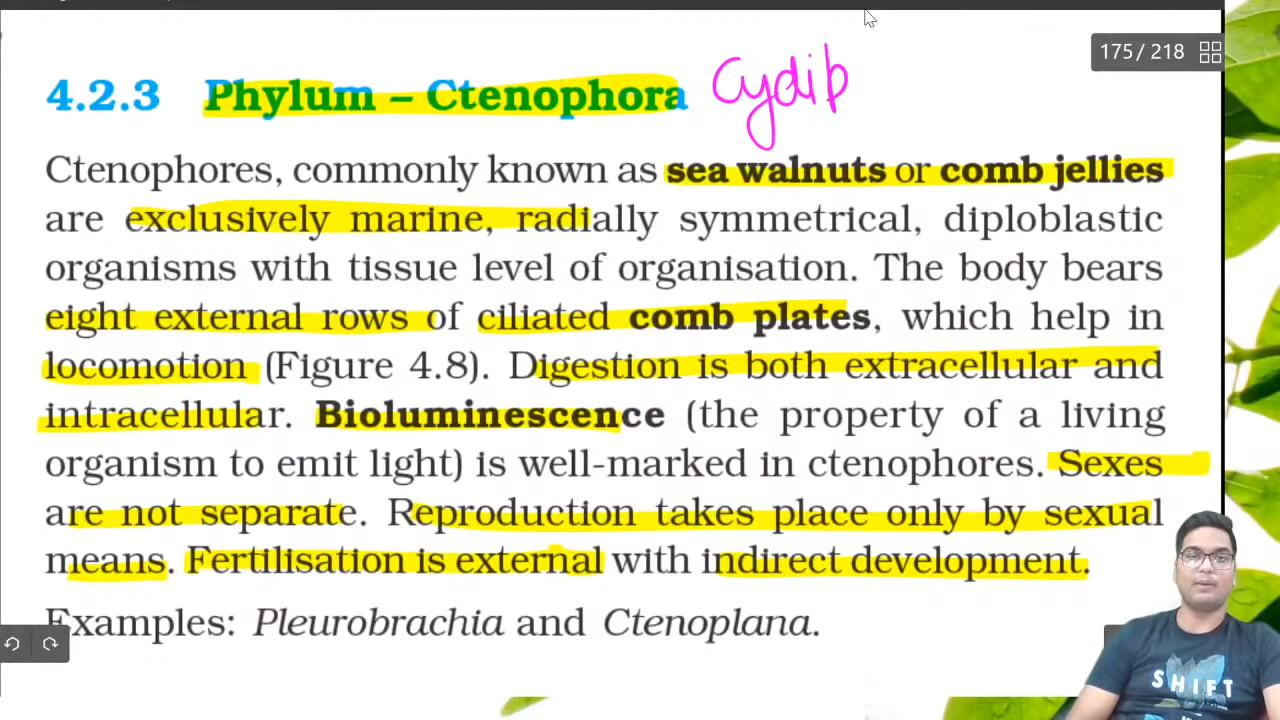 175 / 218
4.2.3 Phylum – Ctenophora Cydip
Ctenophores, commonly known as sea walnuts or comb jellies
are exclusively marine, radially symmetrical, diploblastic
organisms with tissue level of organisation. The body bears
eight external rows of ciliated comb plates, which help in
locomotion (Figure 4.8). Digestion is both extracellular and
intracellular. Bioluminescence (the property of a living
organism to emit light) is well-marked in ctenophores. Sexes
are not separate. Reproduction takes place only by sexual
means. Fertilisation is external with indirect development.
Examples: Pleurobrachia and Ctenoplana.
SHIFT